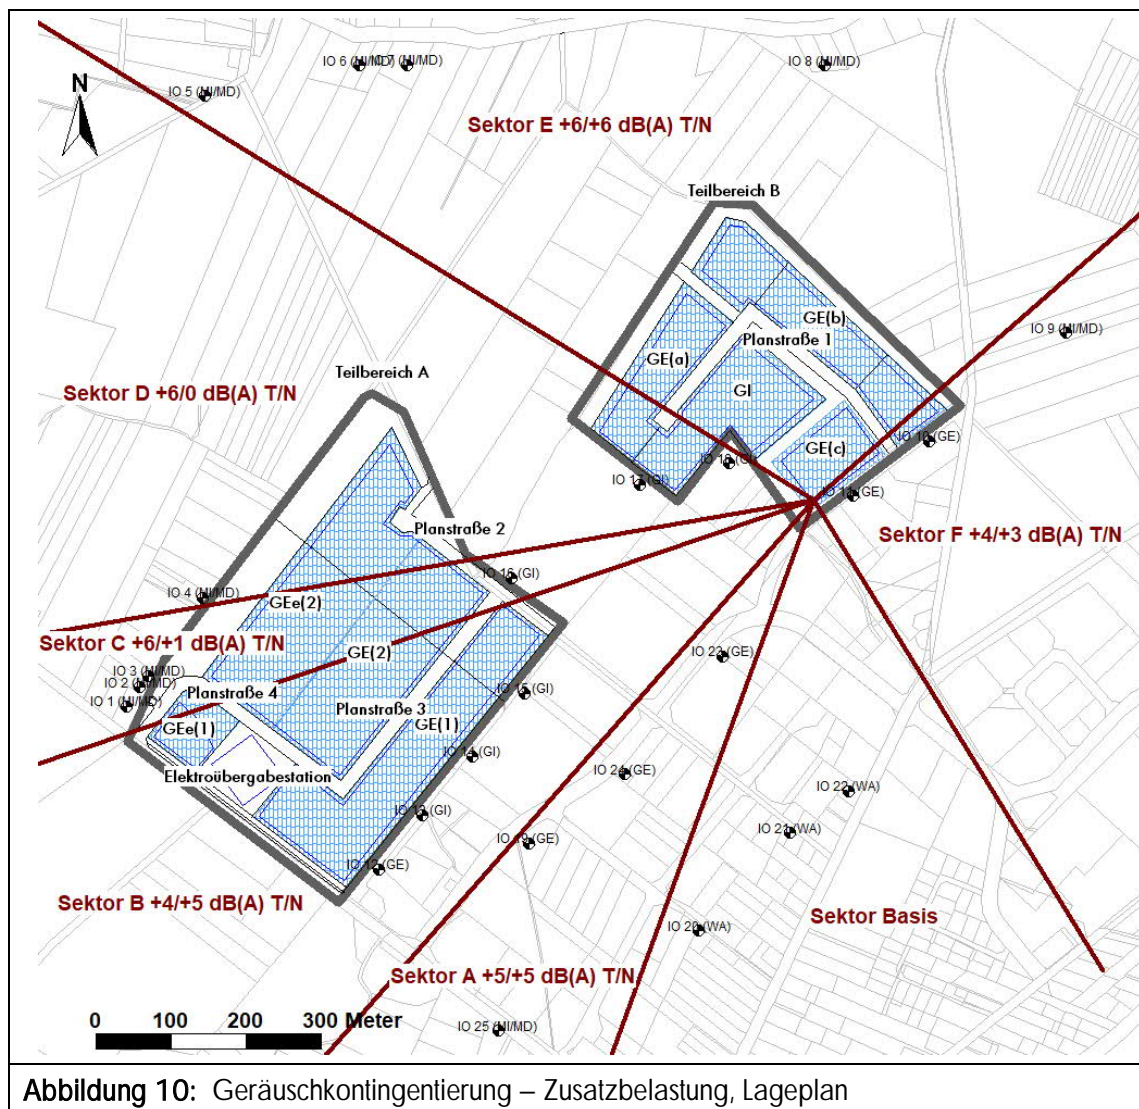 IO 6 (MI/MD)
IO 7 (MI/MD)
IO 8 (MI/MD)
N
IO 5 (MI/MD)
Sektor E +6/+6 dB(A) T/N
Teilbereich B
GE(b)
IO 9 (MI/MD)
Planstraße 1
GE(a)
Teilbereich A
Sektor D +6/0 dB(A) T/N
GI
IO 10 (GE)
GE(c)
IO 18 (GI)
IO 17 (GI)
IO 11 (GE)
Planstraße 2
Sektor F +4/+3 dB(A) T/N
IO 16 (GI)
IO 4 (MI/MD)
GEe(2)
Sektor C +6/+1 dB(A) T/N
GE(2)
IO 23 (GE)
IO 3 (MI/MD)
IO 2 (MI/MD)
Planstraße 4
IO 15 (GI)
IO 1 (MI/MD)
Planstraße 3
GE(1)
GEe(1)
IO 14 (GI)
Elektroübergabestation
IO 24 (GE)
IO 22 (WA)
IO 13 (GI)
IO 21 (WA)
IO 19 (GE)
IO 12 (GE)
Sektor B +4/+5 dB(A) T/N
Sektor Basis
IO 20 (WA)
Sektor A +5/+5 dB(A) T/N
0 100 200 300 Meter
IO 25 (MI/MD)
Abbildung 10: Geräuschkontingentierung – Zusatzbelastung, Lageplan